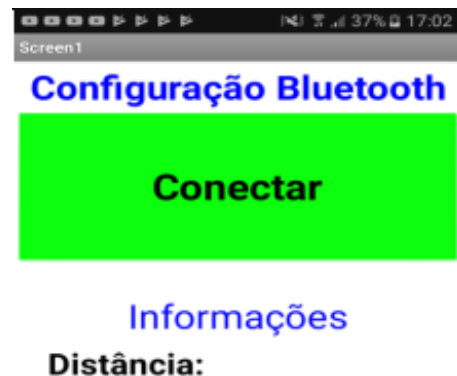 37% 17:02
Screen1
Configuração Bluetooth
Conectar
Informações
Distância: